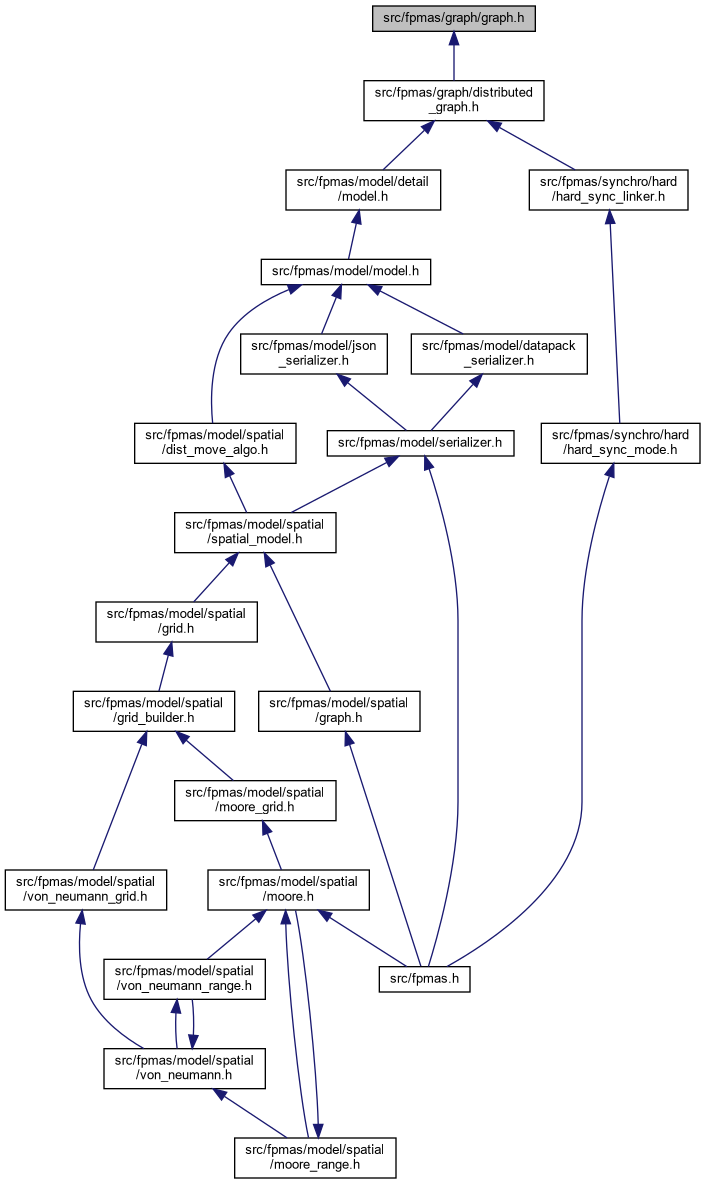 src/fpmas/graph/graph.h
src/fpmas/graph/distributed
_graph.h
src/fpmas/model/detail
/model.h
src/fpmas/synchro/hard
/hard_sync_linker.h
src/fpmas/model/model.h
src/fpmas/model/json
_serializer.h
src/fpmas/model/datapack
_serializer.h
src/fpmas/model/spatial
/dist_move_algo.h
src/fpmas/model/serializer.h
src/fpmas/synchro/hard
/hard_sync_mode.h
src/fpmas/model/spatial
/spatial_model.h
src/fpmas/model/spatial
/grid.h
src/fpmas/model/spatial
/grid_builder.h
src/fpmas/model/spatial
/graph.h
src/fpmas/model/spatial
/moore_grid.h
src/fpmas/model/spatial
/von_neumann_grid.h
src/fpmas/model/spatial
/moore.h
src/fpmas/model/spatial
/von_neumann_range.h
src/fpmas.h
src/fpmas/model/spatial
/von_neumann.h
src/fpmas/model/spatial
/moore_range.h